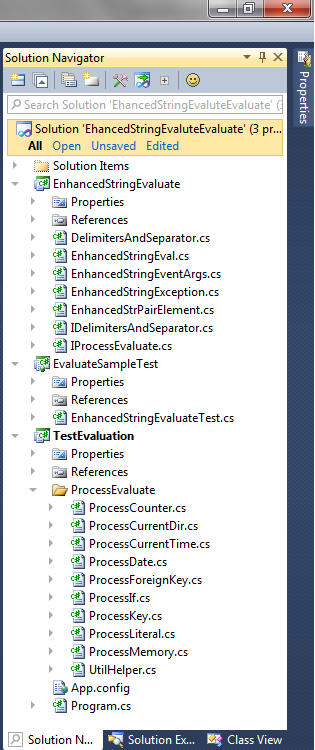 Solution Navigator
Search Solution 'EhancedStringEvaluteEvaluate' (3
Solution 'EhancedStringEvaluteEvaluate' (3 pr...
All Open Unsaved Edited
Solution Items
EnhancedStringEvaluate
Properties
References
DelimitersAndSeparator.cs
EnhancedStringEval.cs
EnhancedStringEventArgs.cs
EnhancedStringException.cs
EnhancedStrPairElement.cs
IDelimitersAndSeparator.cs
IProcessEvaluate.cs
EvaluateSampleTest
Properties
References
EnhancedStringEvaluateTest.cs
TestEvaluation
Properties
References
ProcessEvaluate
ProcessCounter.cs
ProcessCurrentDir.cs
ProcessCurrentTime.cs
ProcessDate.cs
ProcessForeignKey.cs
ProcessIf.cs
ProcessKey.cs
ProcessLiteral.cs
ProcessMemory.cs
UtilHelper.cs
App.config
Program.cs
Solution N... Solution Ex... Class View
Properties